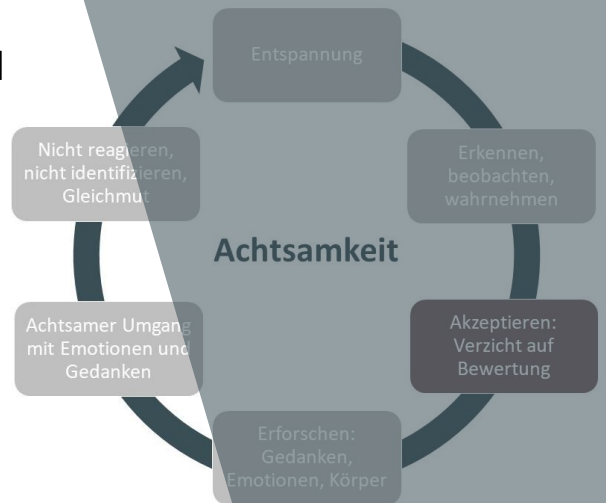 Entspannung
Erkennen,
beobachten,
wahrnehmen
Akzeptieren:
Verzicht auf
Bewertung
Erforschen:
Gedanken,
Emotionen, Körper
Achtsamer Umgang
mit Emotionen und
Gedanken
Nicht reagieren,
nicht identifizieren,
Gleichmut
Achtsamkeit